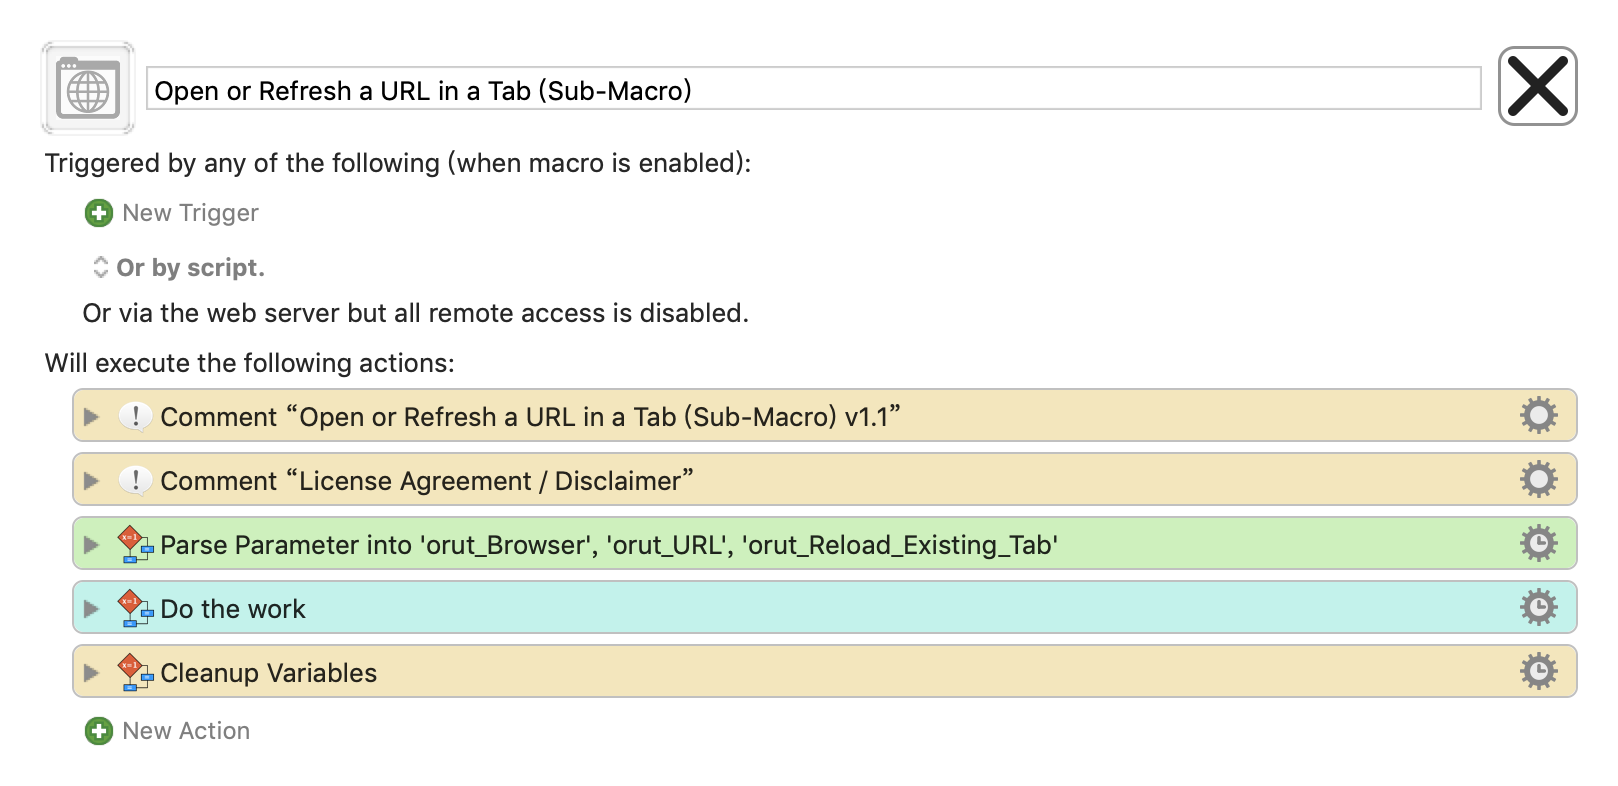 Open or Refresh a URL in a Tab (Sub-Macro)
Triggered by any of the following (when macro is enabled):
New Trigger
Or by script.
Or via the web server but all remote access is disabled.
Will execute the following actions:
Comment “Open or Refresh a URL in a Tab (Sub-Macro) v1.1”
Comment “License Agreement / Disclaimer”
Parse Parameter into 'orut_Browser', 'orut_URL', 'orut_Reload_Existing_Tab'
Do the work
Cleanup Variables
New Action